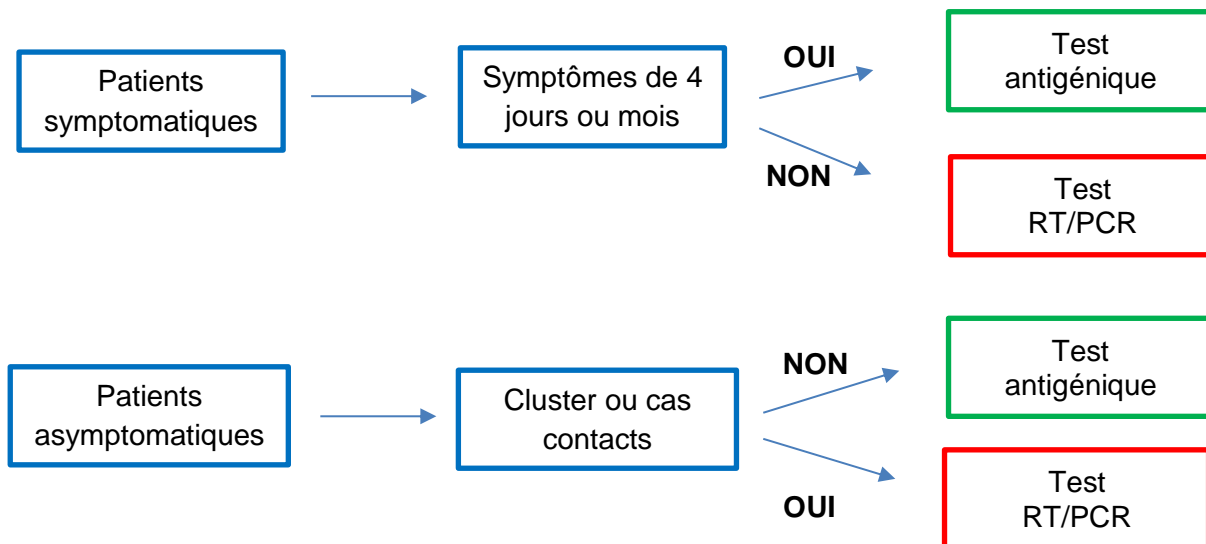 Patients
symptomatiques
Symptômes de 4
jours ou mois
OUI
NON
Test
antigénique
Test
RT/PCR
Patients
asymptomatiques
Cluster ou cas
contacts
NON
OUI
Test
antigénique
Test
RT/PCR